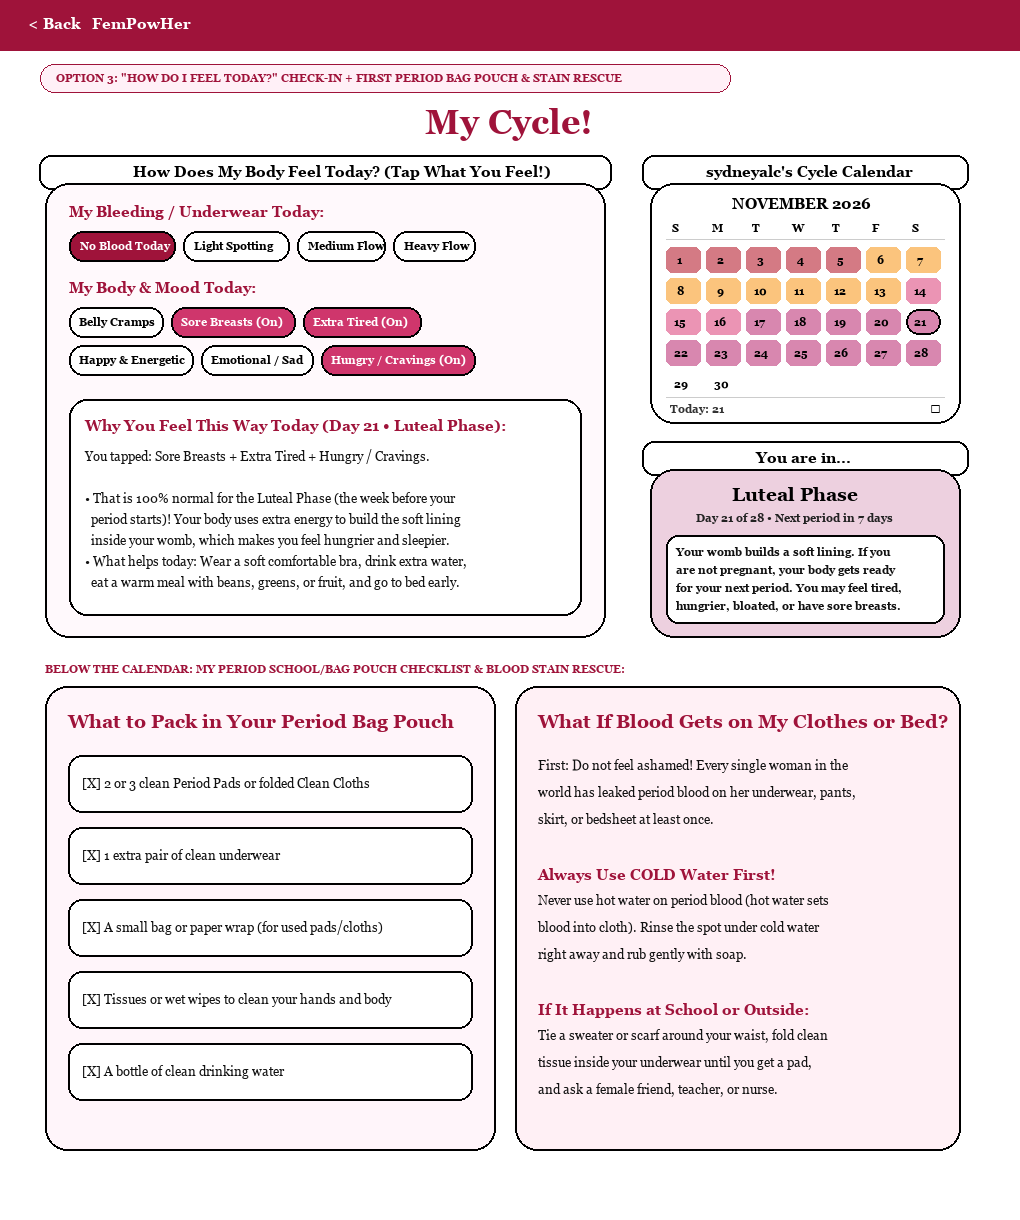 < Back FemPowHer
OPTION 3: "HOW DO I FEEL TODAY?" CHECK-IN + FIRST PERIOD BAG POUCH & STAIN RESCUE
My Cycle!
How Does My Body Feel Today? (Tap What You Feel!)
My Bleeding / Underwear Today:
No Blood Today Light Spotting Medium Flow Heavy Flow
My Body & Mood Today:
Belly Cramps Sore Breasts (On) Extra Tired (On)
Happy & Energetic Emotional / Sad Hungry / Cravings (On)
Why You Feel This Way Today (Day 21 • Luteal Phase):
You tapped: Sore Breasts + Extra Tired + Hungry / Cravings.
• That is 100% normal for the Luteal Phase (the week before your
period starts)! Your body uses extra energy to build the soft lining
inside your womb, which makes you feel hungrier and sleepier.
• What helps today: Wear a soft comfortable bra, drink extra water,
eat a warm meal with beans, greens, or fruit, and go to bed early.
sydneyalc's Cycle Calendar
NOVEMBER 2026
S M T W T F S
1 2 3 4 5 6 7
8 9 10 11 12 13 14
15 16 17 18 19 20 21
22 23 24 25 26 27 28
29 30
Today: 21
You are in...
Luteal Phase
Day 21 of 28 • Next period in 7 days
Your womb builds a soft lining. If you
are not pregnant, your body gets ready
for your next period. You may feel tired,
hungrier, bloated, or have sore breasts.
BELOW THE CALENDAR: MY PERIOD SCHOOL/BAG POUCH CHECKLIST & BLOOD STAIN RESCUE:
What to Pack in Your Period Bag Pouch
[X] 2 or 3 clean Period Pads or folded Clean Cloths
[X] 1 extra pair of clean underwear
[X] A small bag or paper wrap (for used pads/cloths)
[X] Tissues or wet wipes to clean your hands and body
[X] A bottle of clean drinking water
What If Blood Gets on My Clothes or Bed?
First: Do not feel ashamed! Every single woman in the
world has leaked period blood on her underwear, pants,
skirt, or bedsheet at least once.
Always Use COLD Water First!
Never use hot water on period blood (hot water sets
blood into cloth). Rinse the spot under cold water
right away and rub gently with soap.
If It Happens at School or Outside:
Tie a sweater or scarf around your waist, fold clean
tissue inside your underwear until you get a pad,
and ask a female friend, teacher, or nurse.